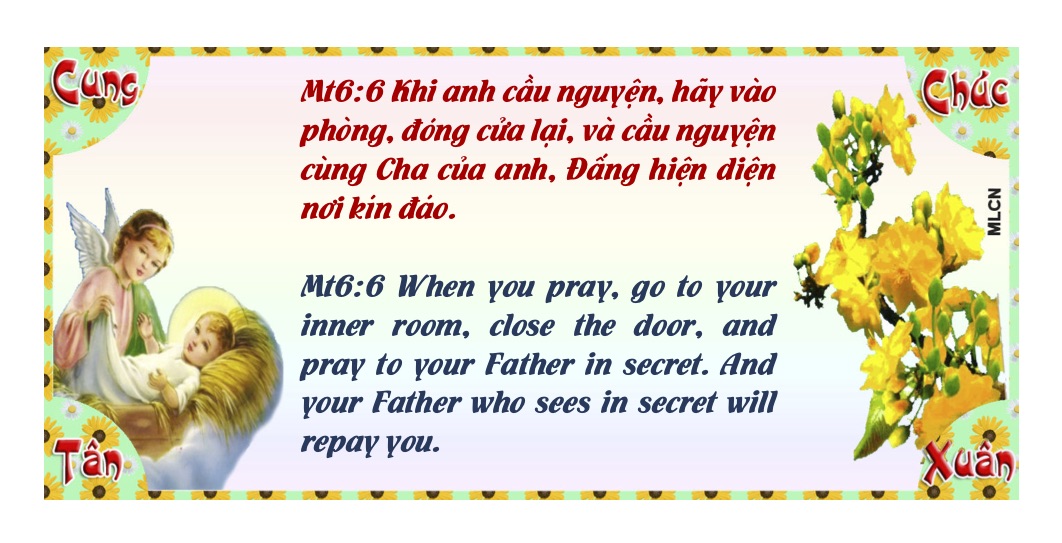 Cung
Chúc
Mt6:6 Khi anh cầu nguyện, hãy vào
phòng, đóng cửa lại, và cầu nguyện
cùng Cha của anh, Đấng hiện diện
nơi kín đáo.
MLCN
Mt6:6 When you pray, go to your
inner room, close the door, and
pray to your Father in secret. And
your Father who sees in secret will
repay you.
Tân
Xuân